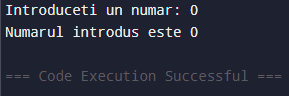 Introduceti un numar: 0
Numarul introdus este 0
=== Code Execution Successful ===